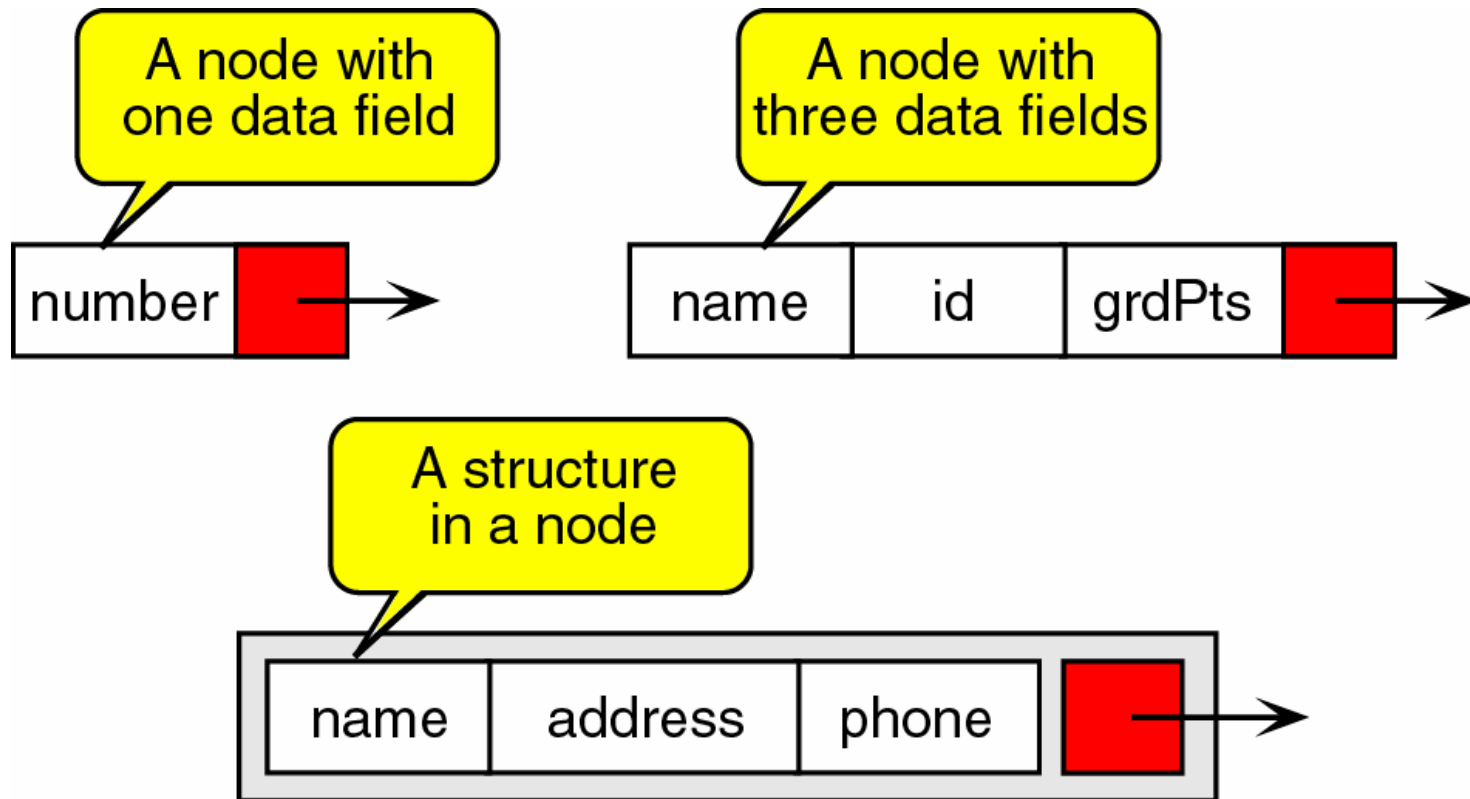 A node with
one data field
A node with
three data fields
number
name id grdPts
A structure
in a node
name address phone